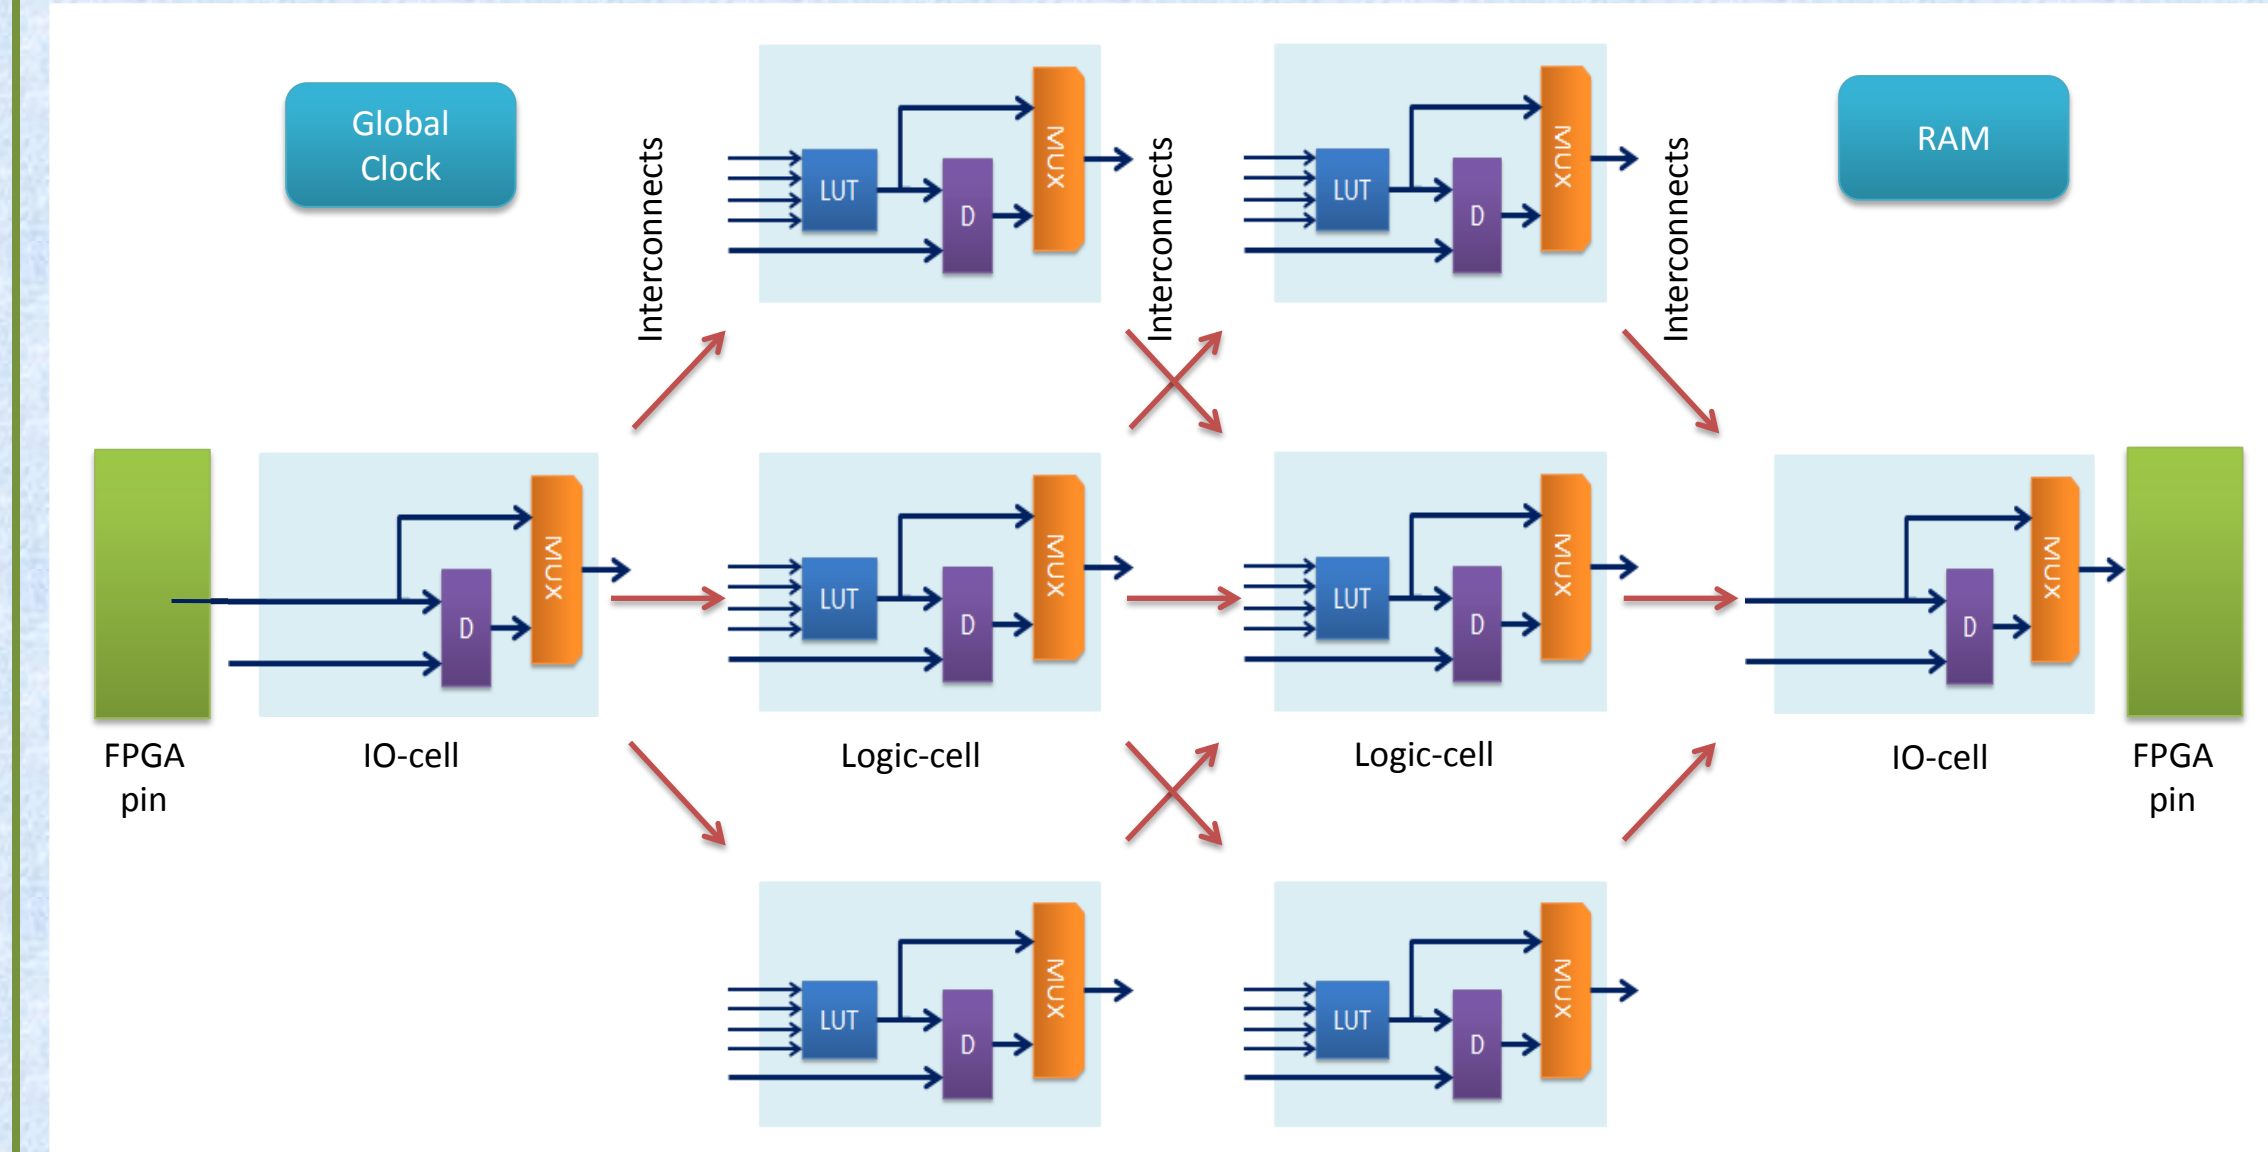 Global
Clock
RAM
Interconnects
Interconnects
Interconnects
LUT
D
MUX
LUT
D
MUX
D
MUX
LUT
D
MUX
LUT
D
MUX
D
MUX
FPGA
pin
IO-cell
Logic-cell
Logic-cell
IO-cell
FPGA
pin
LUT
D
MUX
LUT
D
MUX